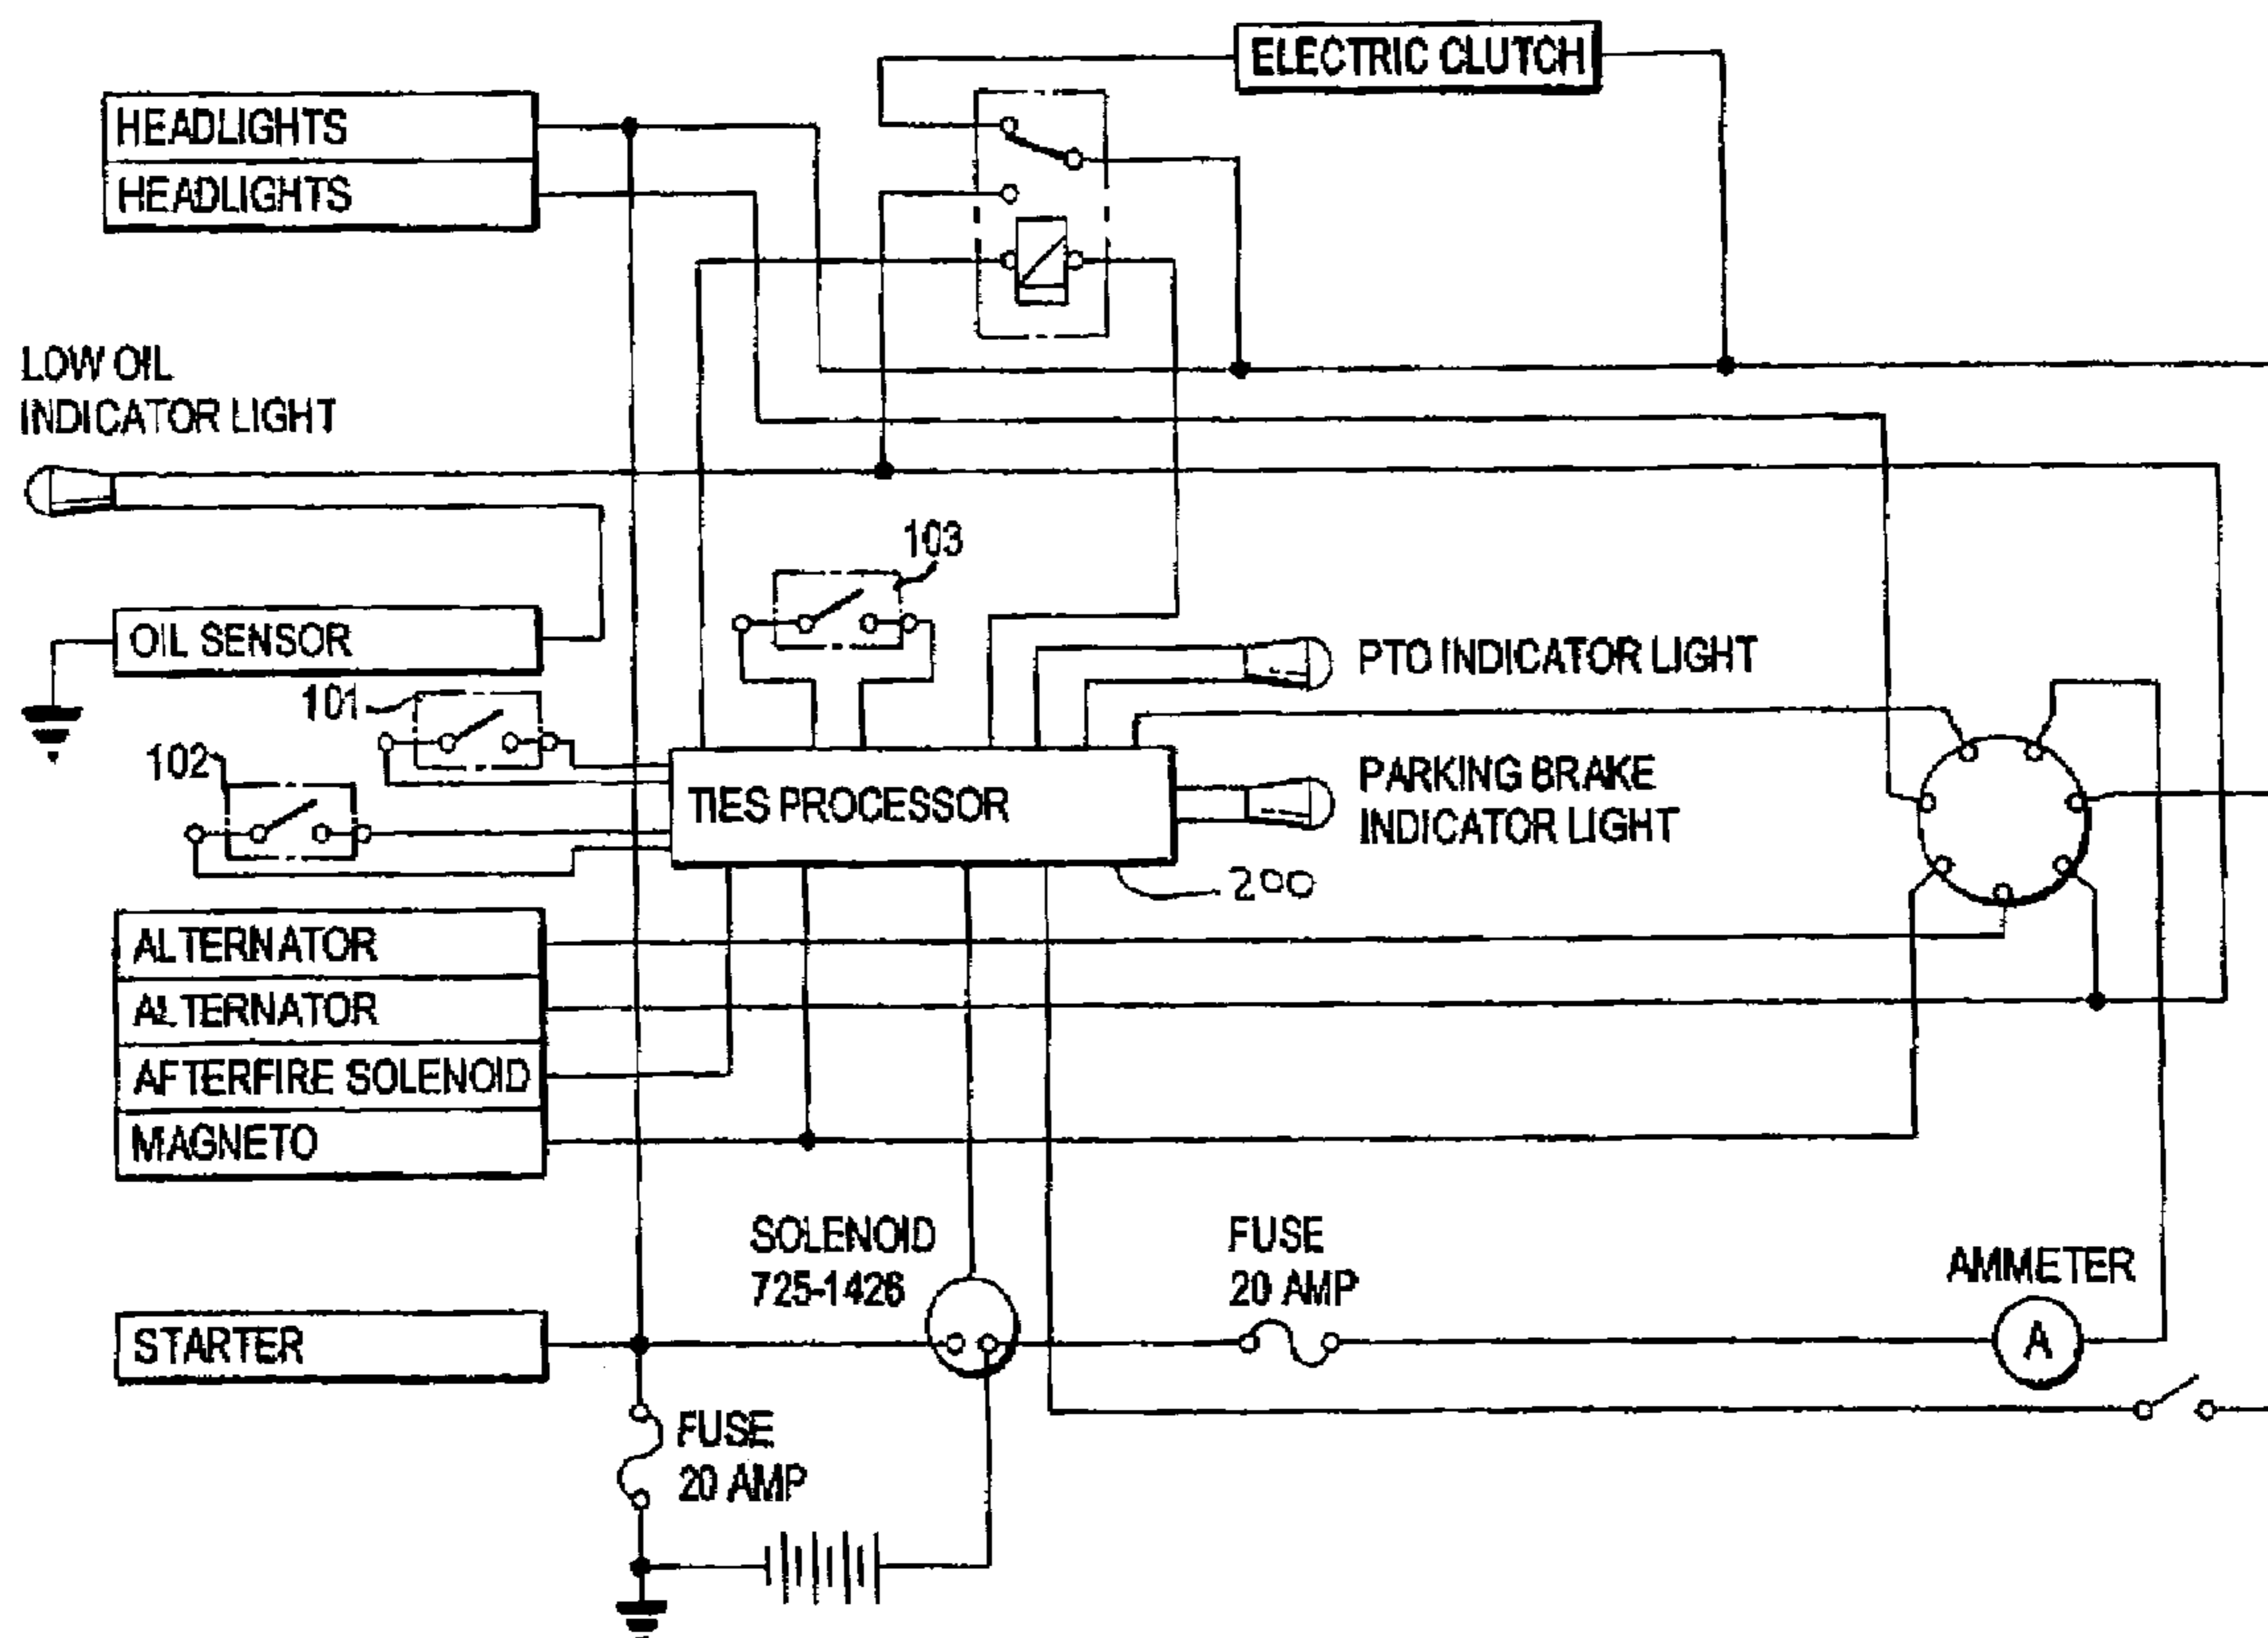 ELECTRIC CLUTCH
HEADLIGHTS
HEADLIGHTS
LOW OIL
INDICATOR LIGHT
103
OIL SENSOR
PTO INDICATOR LIGHT
101
102
TIES PROCESSOR
PARKING BRAKE
INDICATOR LIGHT
200
ALTERNATOR
ALTERNATOR
AFTERFIRE SOLENOID
MAGNETO
SOLENOID
725-1426
FUSE
20 AMP
AMMETER
STARTER
A
FUSE
20 AMP